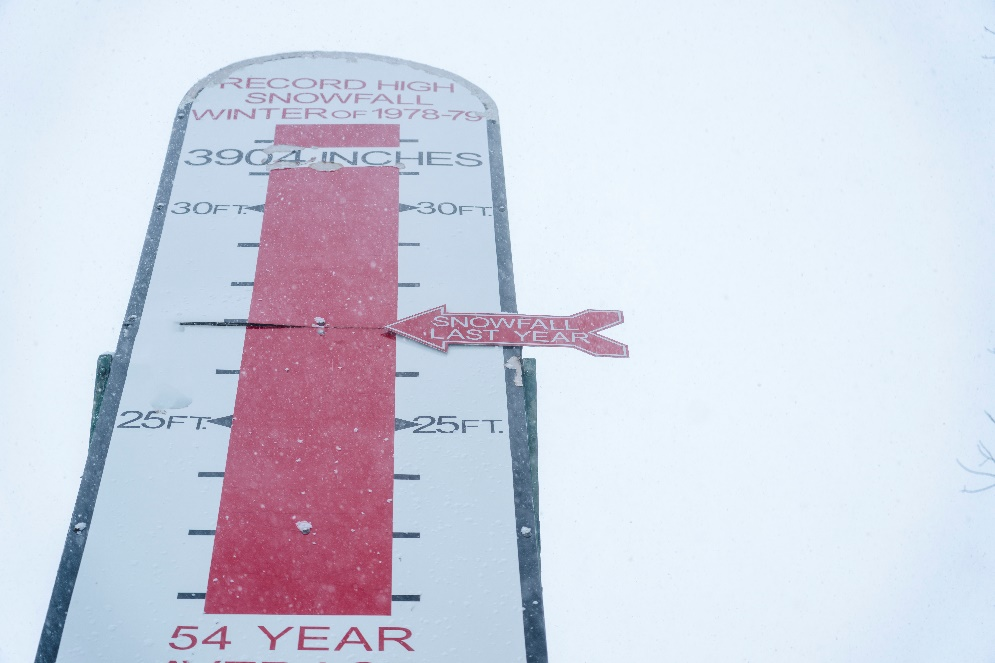 RECORD HIGH
SNOWFALL
WINTER OF 1978-79
3904 INCHES
30FT. 30FT.
SNOWFALL
LAST YEAR
25FT. 25FT.
54 YEAR